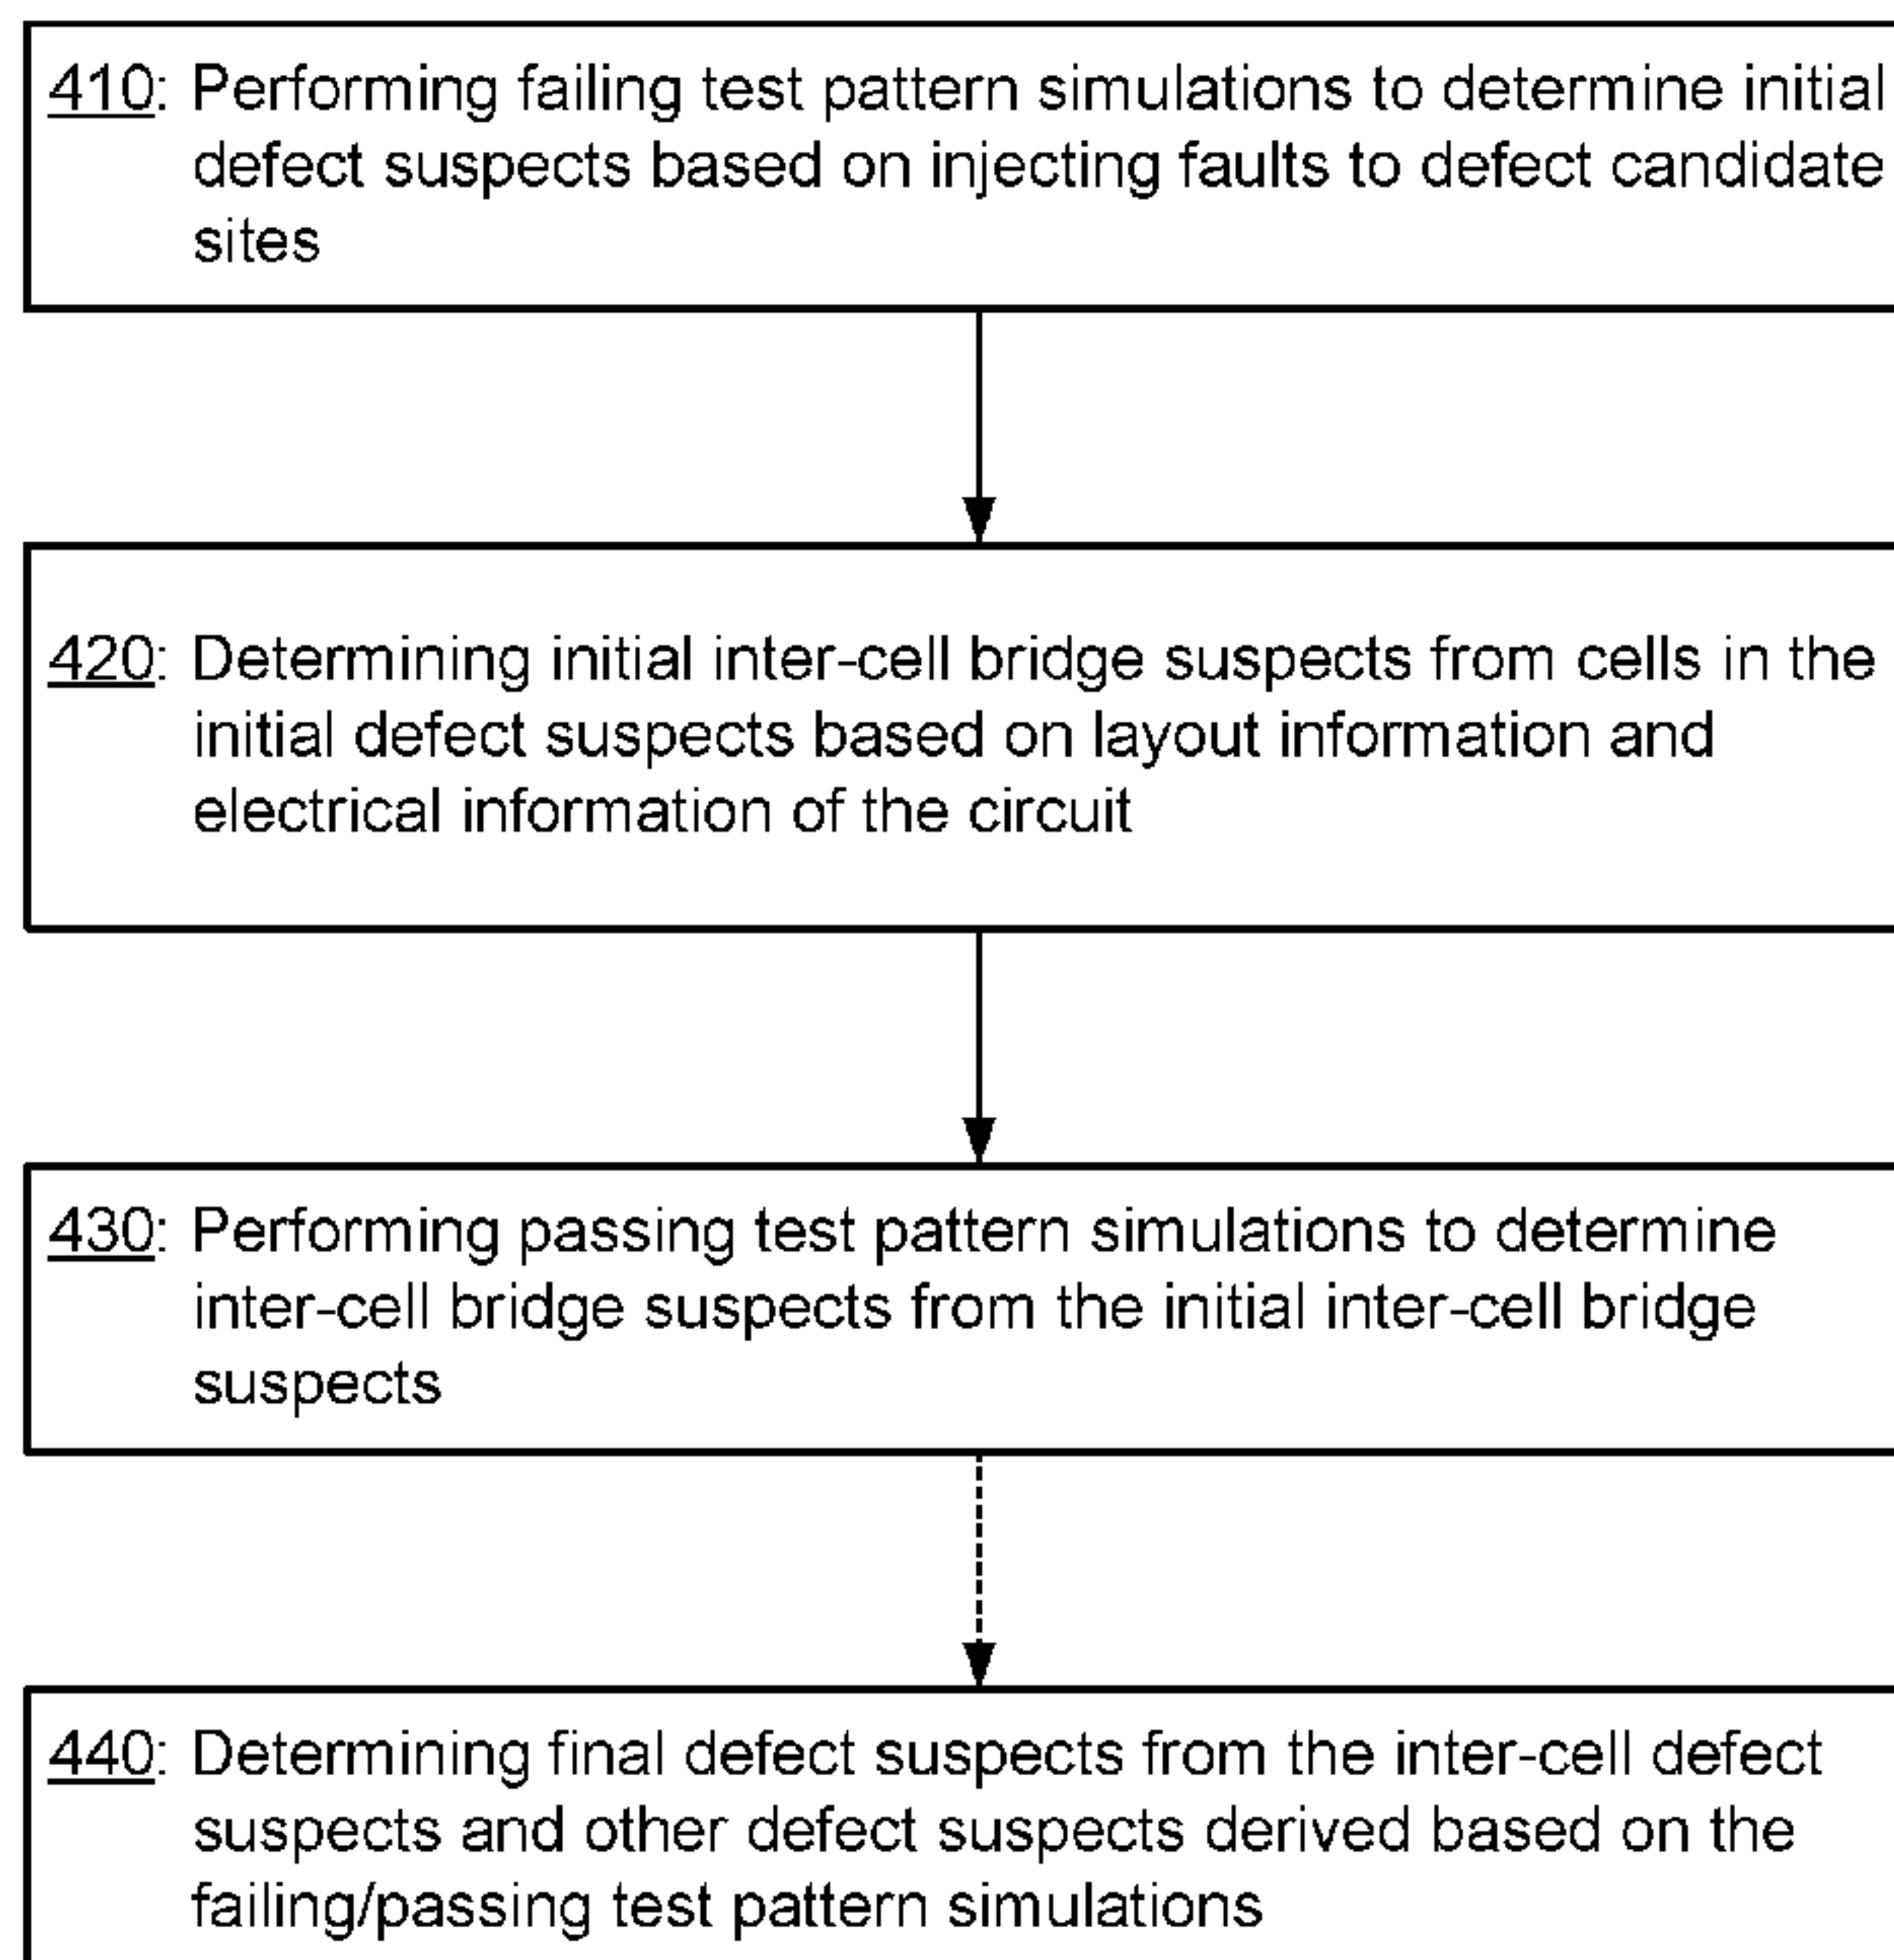 410: Performing failing test pattern simulations to determine initial
defect suspects based on injecting faults to defect candidate
sites
420: Determining initial inter-cell bridge suspects from cells in the
initial defect suspects based on layout information and
electrical information of the circuit
430: Performing passing test pattern simulations to determine
inter-cell bridge suspects from the initial inter-cell bridge
suspects
440: Determining final defect suspects from the inter-cell defect
suspects and other defect suspects derived based on the
failing/passing test pattern simulations